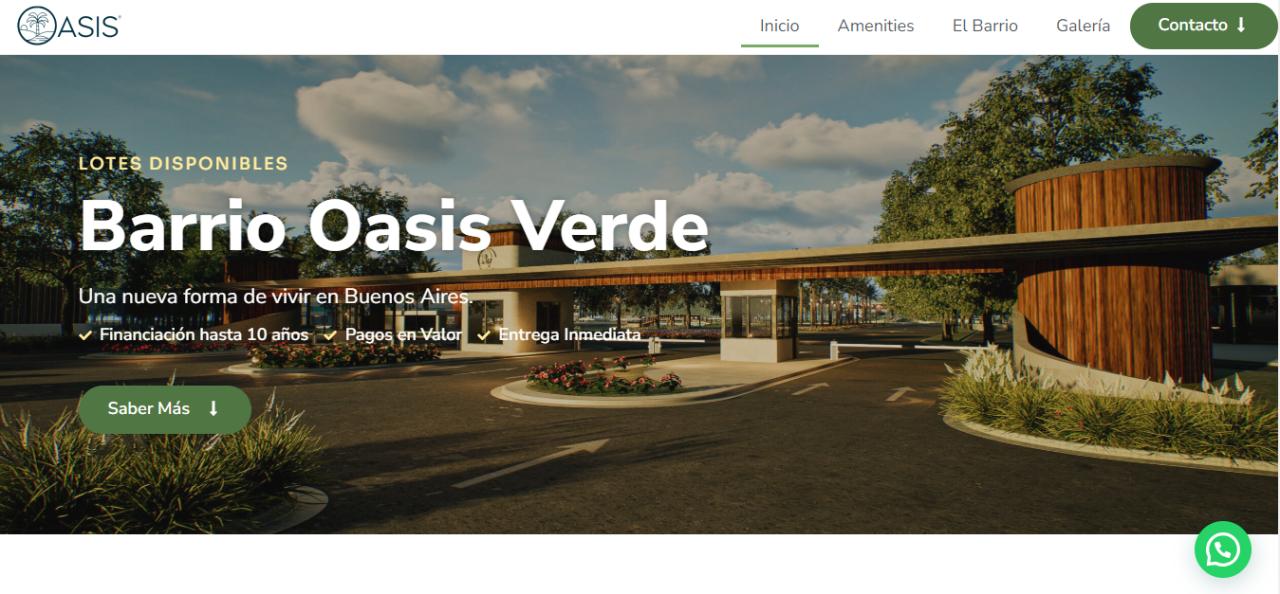 OASIS
Inicio Amenities El Barrio Galería Contacto
LOTES DISPONIBLES
Barrio Oasis Verde
Una nueva forma de vivir en Buenos Aires.
Financiación hasta 10 años Pagos en Valor Entrega Inmediata
Saber Más